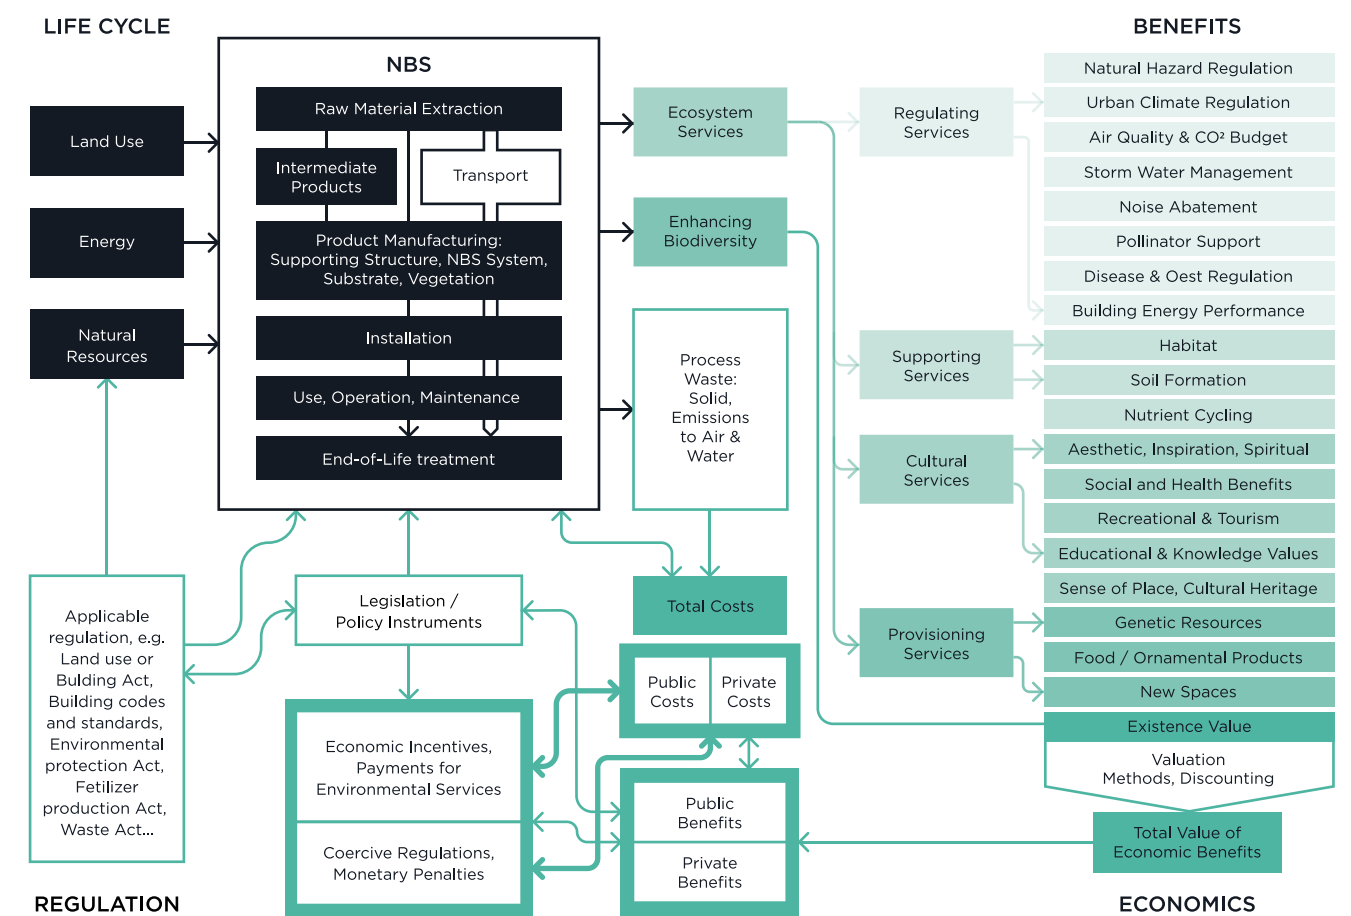 LIFE CYCLE
BENEFITS
NBS
Land Use
Energy
Natural
Resources
Raw Material Extraction
Intermediate
Products
Transport
Product Manufacturing:
Supporting Structure, NBS System,
Substrate, Vegetation
Installation
Use, Operation, Maintenance
End-of-Life treatment
Ecosystem
Services
Enhancing
Biodiversity
Process
Waste:
Solid,
Emissions
to Air &
Water
Total Costs
Regulating
Services
Supporting
Services
Cultural
Services
Provisioning
Services
Natural Hazard Regulation
Urban Climate Regulation
Air Quality & CO² Budget
Storm Water Management
Noise Abatement
Pollinator Support
Disease & Oest Regulation
Building Energy Performance
Habitat
Soil Formation
Nutrient Cycling
Aesthetic, Inspiration, Spiritual
Social and Health Benefits
Recreational & Tourism
Educational & Knowledge Values
Sense of Place, Cultural Heritage
Genetic Resources
Food / Ornamental Products
New Spaces
Existence Value
Valuation
Methods, Discounting
Total Value of
Economic Benefits
Applicable
regulation, e.g.
Land use or
Bulding Act,
Building codes
and standards,
Environmental
protection Act,
Fetilizer
production Act,
Waste Act...
Legislation /
Policy Instruments
Economic Incentives,
Payments for
Environmental Services
Coercive Regulations,
Monetary Penalties
Public
Costs
Private
Costs
Public
Benefits
Private
Benefits
REGULATION
ECONOMICS